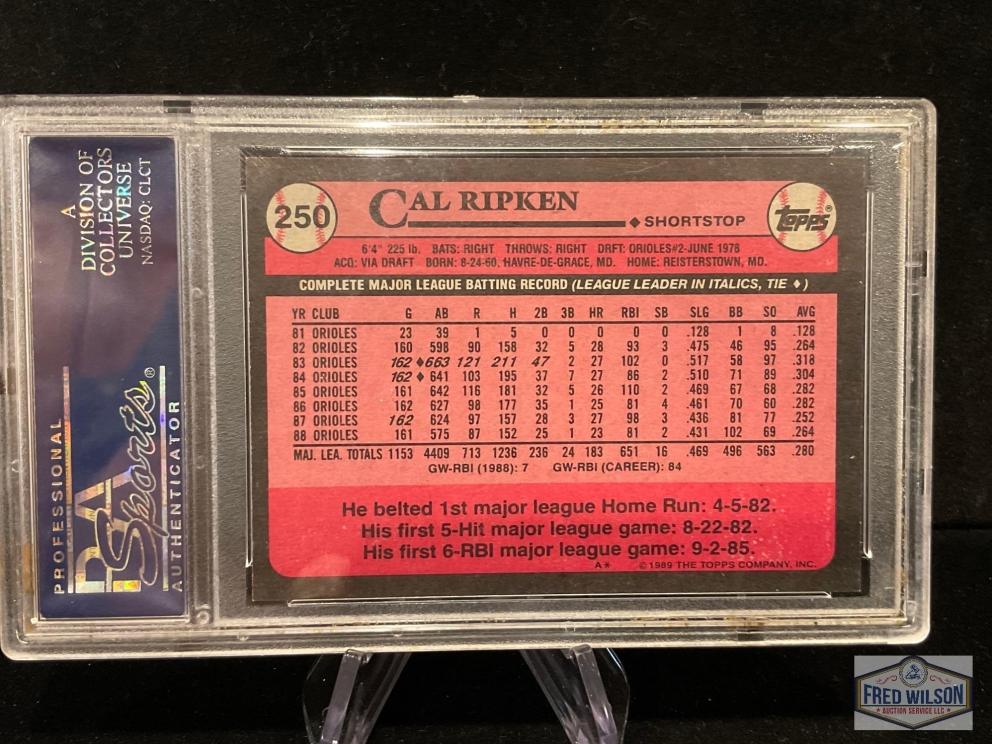 A
DIVISION OF
COLLECTORS
UNIVERSE
NASDAQ: CLCT
PROFESSIONAL
PSA
Sports®
AUTHENTICATOR
250
CAL RIPKEN
♦ SHORTSTOP
Topps®
6'4" 225 lb. BATS: RIGHT THROWS: RIGHT DRFT: ORIOLES#2-JUNE 1978
ACQ: VIA DRAFT BORN: 8-24-60, HAVRE-DE-GRACE, MD. HOME: REISTERSTOWN, MD.
COMPLETE MAJOR LEAGUE BATTING RECORD (LEAGUE LEADER IN ITALICS, TIE ♦)
YR CLUB G AB R H 2B 3B HR RBI SB SLG BB SO AVG
81 ORIOLES 23 39 1 5 0 0 0 0 0 .128 1 8 .128
82 ORIOLES 160 598 90 158 32 5 28 93 3 .475 46 95 .264
83 ORIOLES 162 ♦663 121 211 47 2 27 102 0 .517 58 97 .318
84 ORIOLES 162 ♦ 641 103 195 37 7 27 86 2 .510 71 89 .304
85 ORIOLES 161 642 116 181 32 5 26 110 2 .469 67 68 .282
86 ORIOLES 162 627 98 177 35 1 25 81 4 .461 70 60 .282
87 ORIOLES 162 624 97 157 28 3 27 98 3 .436 81 77 .252
88 ORIOLES 161 575 87 152 25 1 23 81 2 .431 102 69 .264
MAJ. LEA. TOTALS 1153 4409 713 1236 236 24 183 651 16 .469 496 563 .280
GW-RBI (1988): 7 GW-RBI (CAREER): 84
He belted 1st major league Home Run: 4-5-82.
His first 5-Hit major league game: 8-22-82.
His first 6-RBI major league game: 9-2-85.
A* ©1989 THE TOPPS COMPANY, INC.
FRED WILSON
AUCTION SERVICE LLC